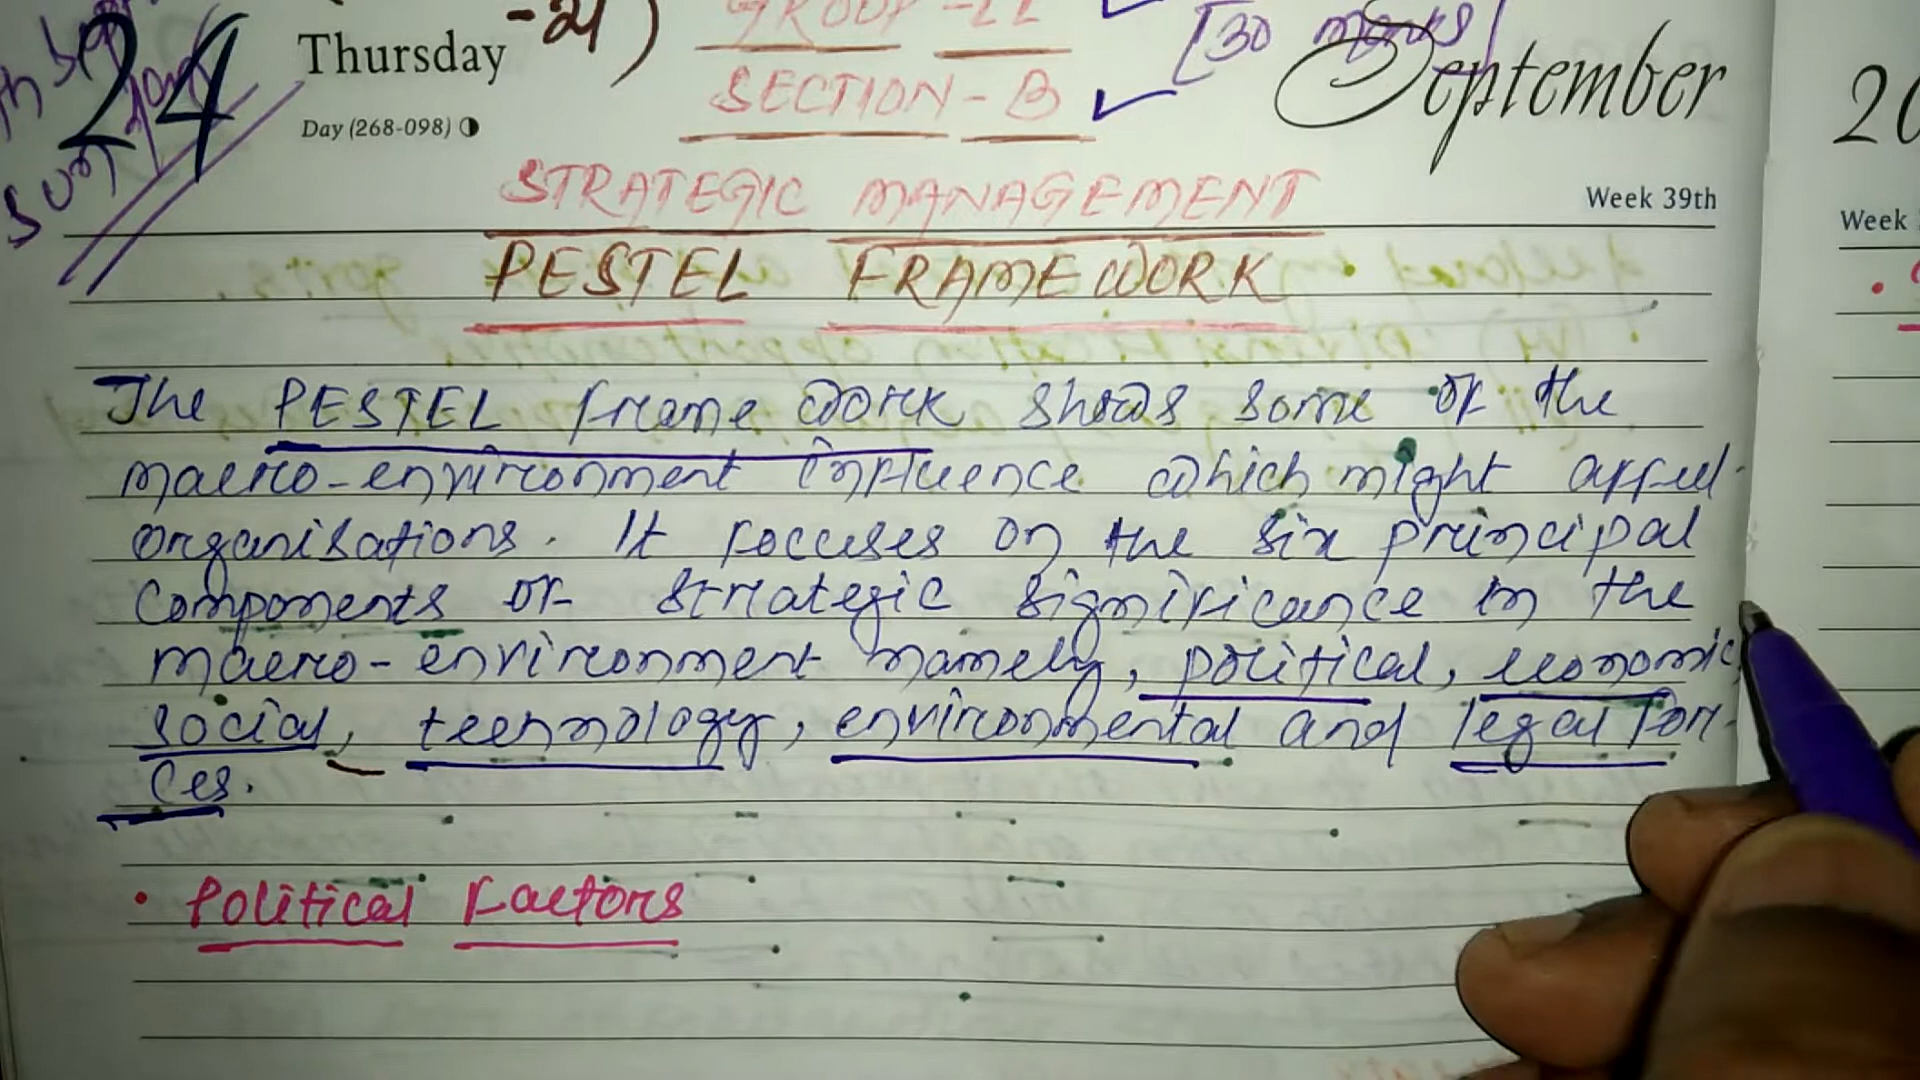 24 Thursday -21) GROUP - II [30 marks]
Day (268-098) SECTION - B September 20
STRATEGIC MANAGEMENT Week 39th Week
PESTEL FRAMEWORK
The PESTEL frame work shows some of the
macro-environment influence which might affect
organisations. It focuses on the six principal
components of strategic significance in the
macro-environment namely, political, economic,
social, technology, environmental and legal for-
ces.
• Political Factors